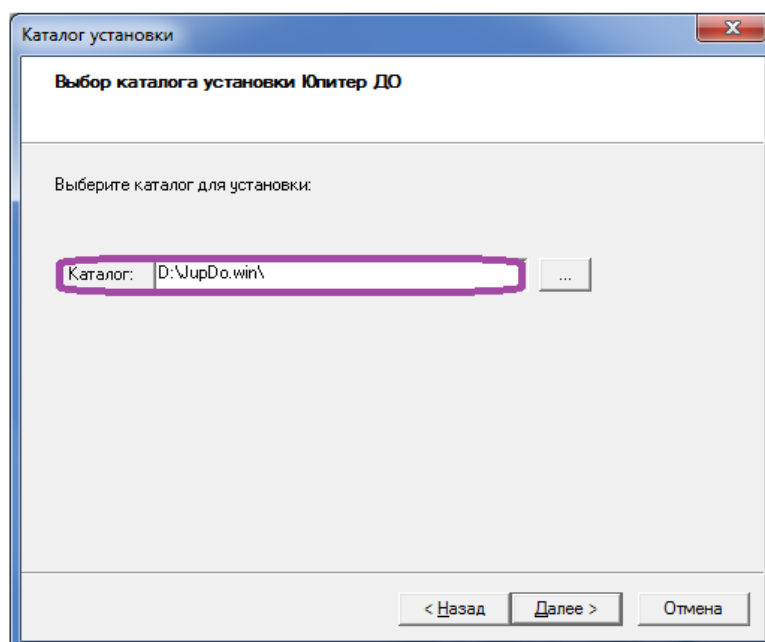 Каталог установки
Выбор каталога установки Юпитер ДО
Выберите каталог для установки:
Каталог: D:\JupDo.win\ ...
< Назад Далее > Отмена